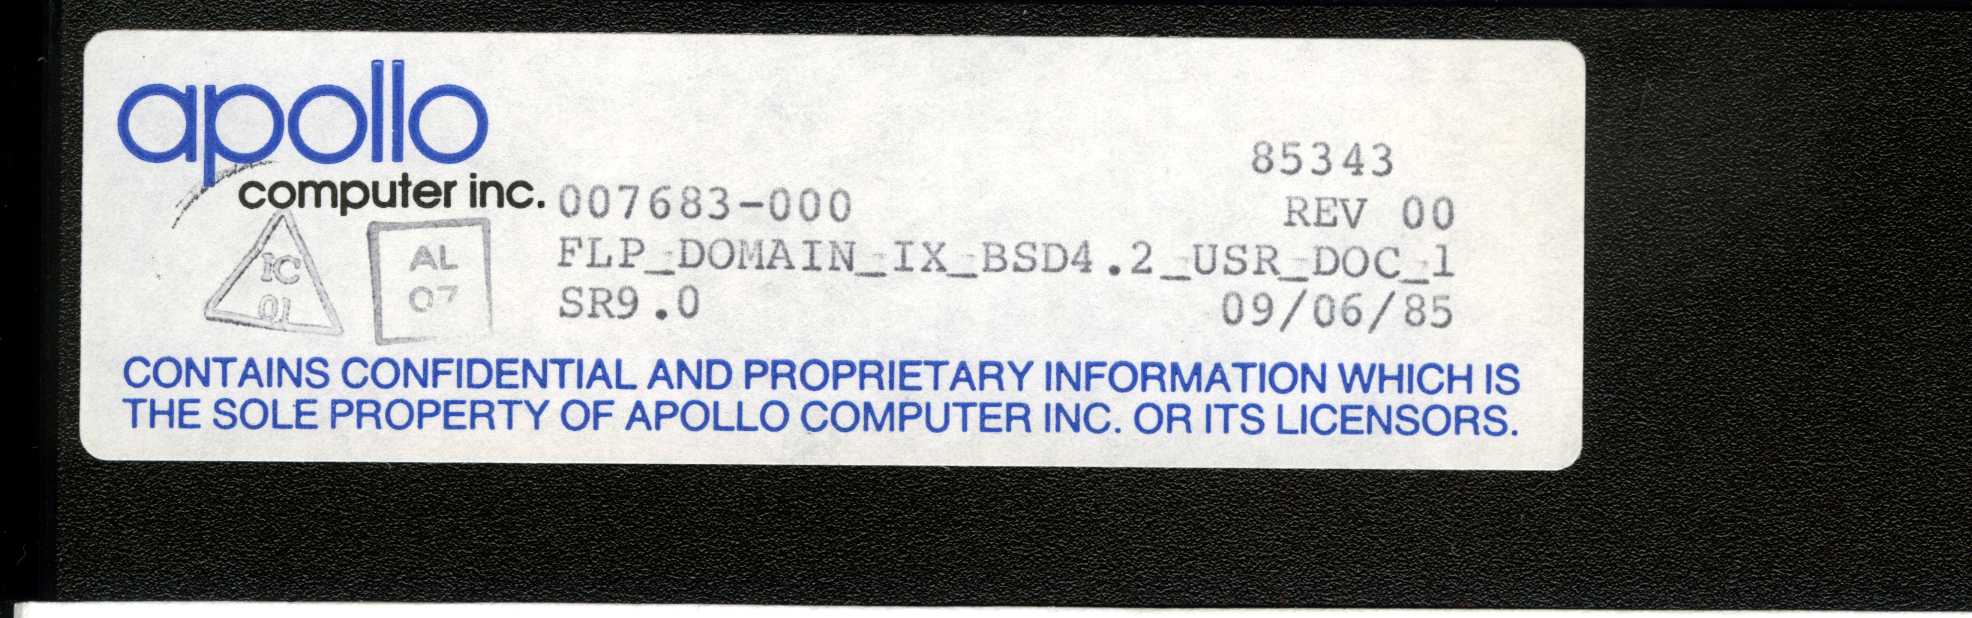 apollo
computer inc.
85343
007683-000 REV 00
FLP_DOMAIN_IX_BSD4.2_USR_DOC_1
SR9.0 09/06/85
IC
01
AL
07
CONTAINS CONFIDENTIAL AND PROPRIETARY INFORMATION WHICH IS
THE SOLE PROPERTY OF APOLLO COMPUTER INC. OR ITS LICENSORS.